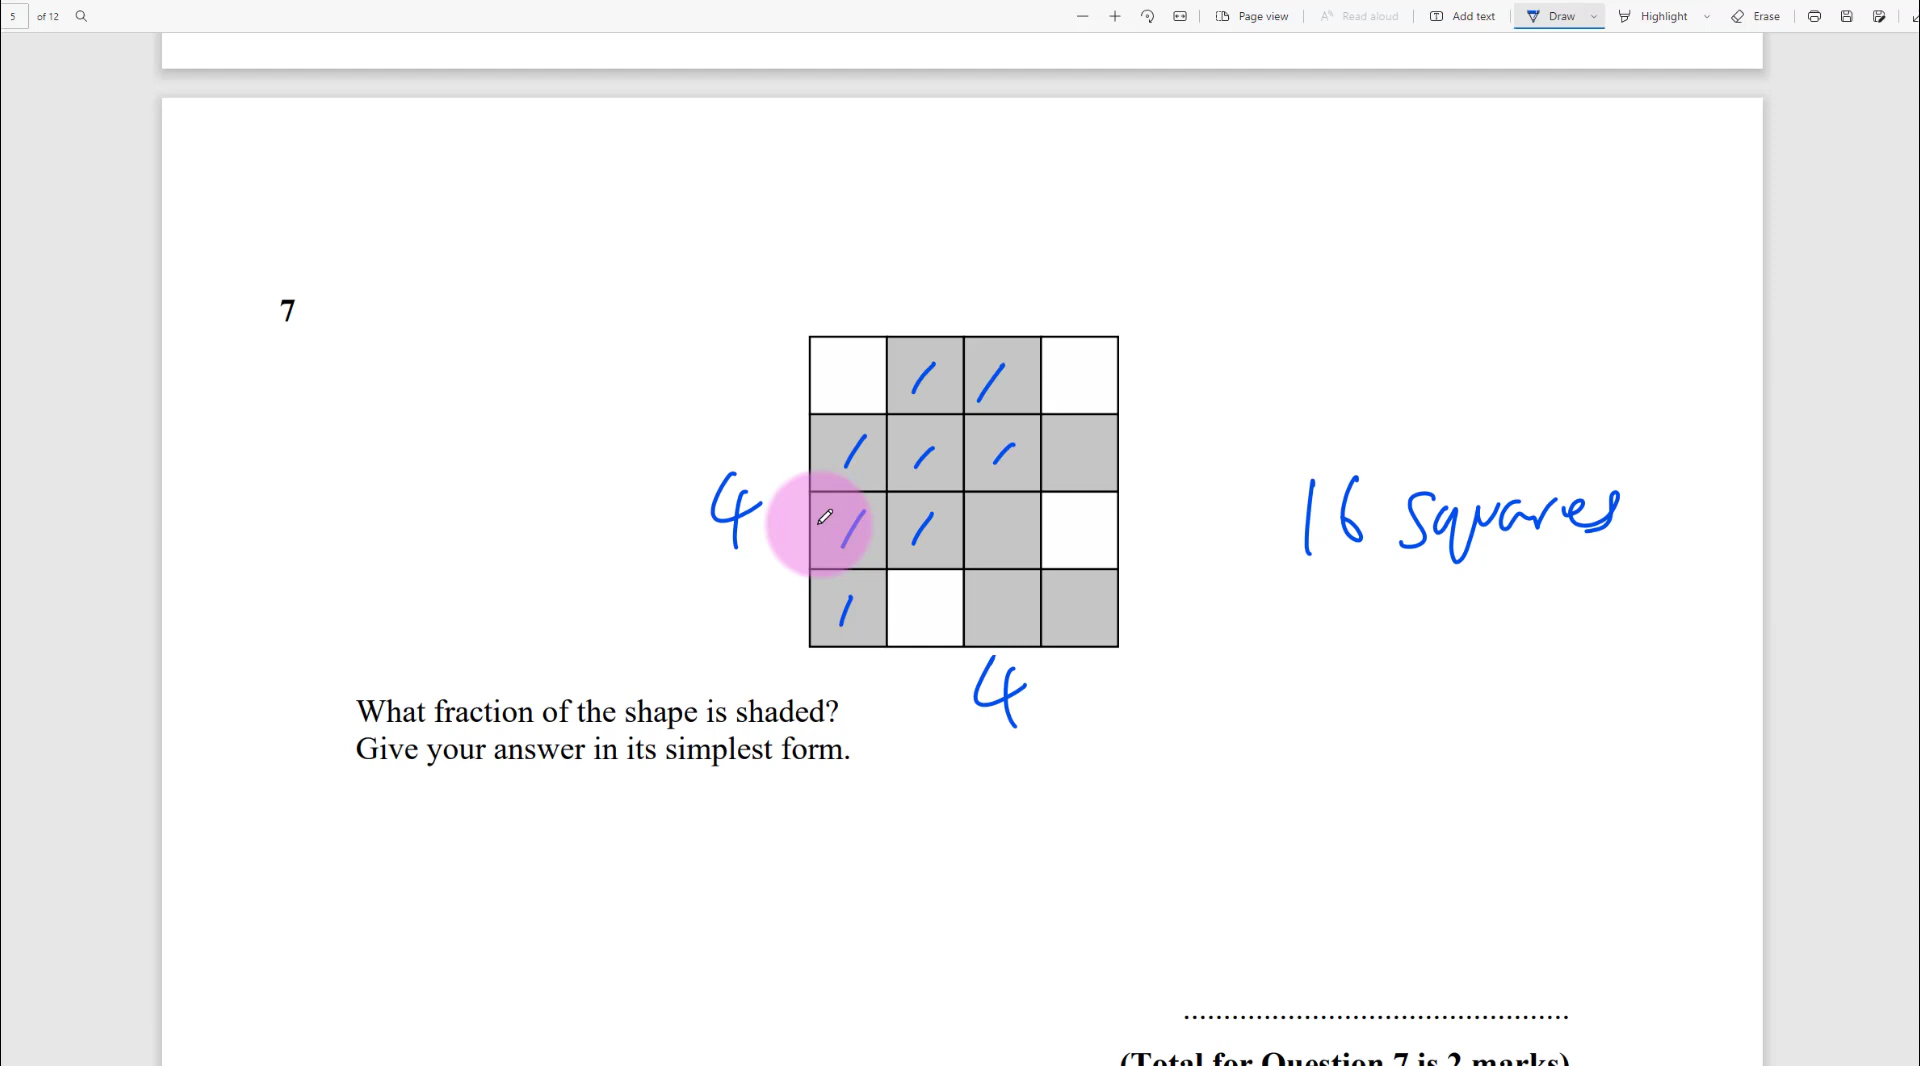 5 of 12 Page view Read aloud Add text Draw Highlight Erase
7
4
16 squares
4
What fraction of the shape is shaded?
Give your answer in its simplest form.
................................................
(Total for Question 7 is 2 marks)